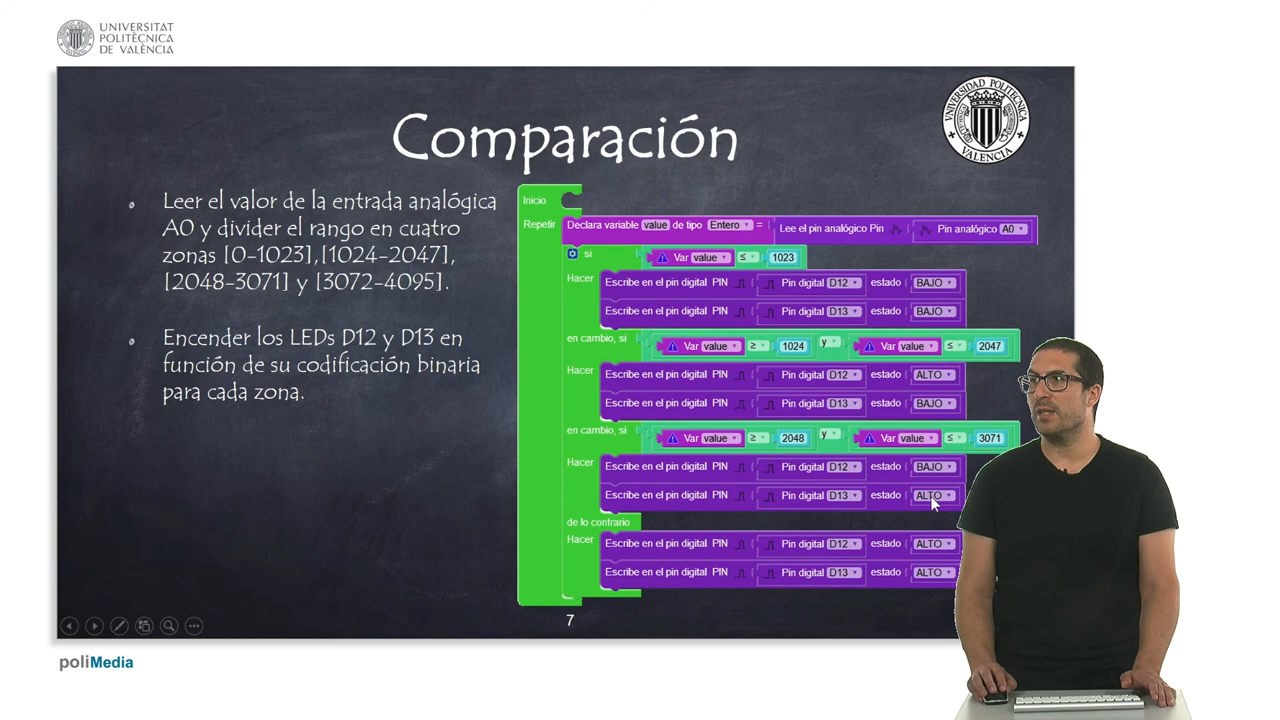 UNIVERSITAT
POLITÈCNICA
DE VALÈNCIA
UNIVERSIDAD POLITECNICA
VALENCIA
Comparación
Leer el valor de la entrada analógica
A0 y divider el rango en cuatro
zonas [0-1023],[1024-2047],
[2048-3071] y [3072-4095].
Encender los LEDs D12 y D13 en
función de su codificación binaria
para cada zona.
Inicio
Repetir Declara variable value de tipo Entero = Lee el pin analógico Pin Pin analógico A0
si Var value ≤ 1023
Hacer Escribe en el pin digital PIN Pin digital D12 estado BAJO
Escribe en el pin digital PIN Pin digital D13 estado BAJO
en cambio, si Var value ≥ 1024 y Var value ≤ 2047
Hacer Escribe en el pin digital PIN Pin digital D12 estado ALTO
Escribe en el pin digital PIN Pin digital D13 estado BAJO
en cambio, si Var value ≥ 2048 y Var value ≤ 3071
Hacer Escribe en el pin digital PIN Pin digital D12 estado BAJO
Escribe en el pin digital PIN Pin digital D13 estado ALTO
de lo contrario
Hacer Escribe en el pin digital PIN Pin digital D12 estado ALTO
Escribe en el pin digital PIN Pin digital D13 estado ALTO
7
poliMedia